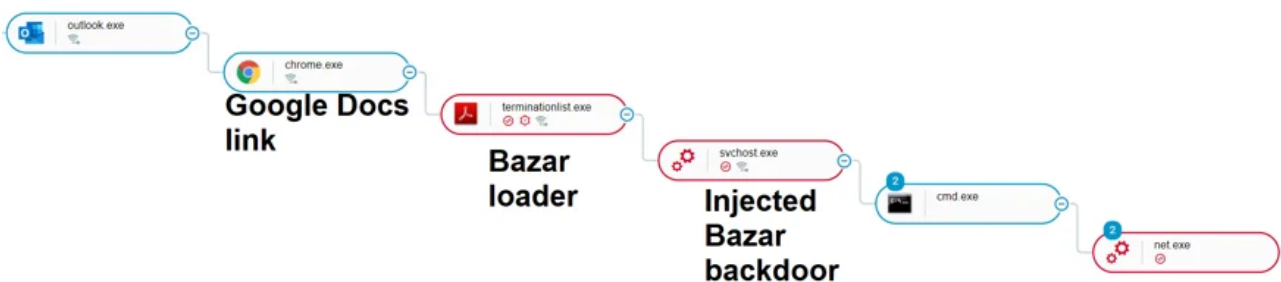 outlook.exe
chrome.exe
Google Docs
link
terminationlist.exe
Bazar
loader
svchost.exe
Injected
Bazar
backdoor
2
cmd.exe
2
net.exe